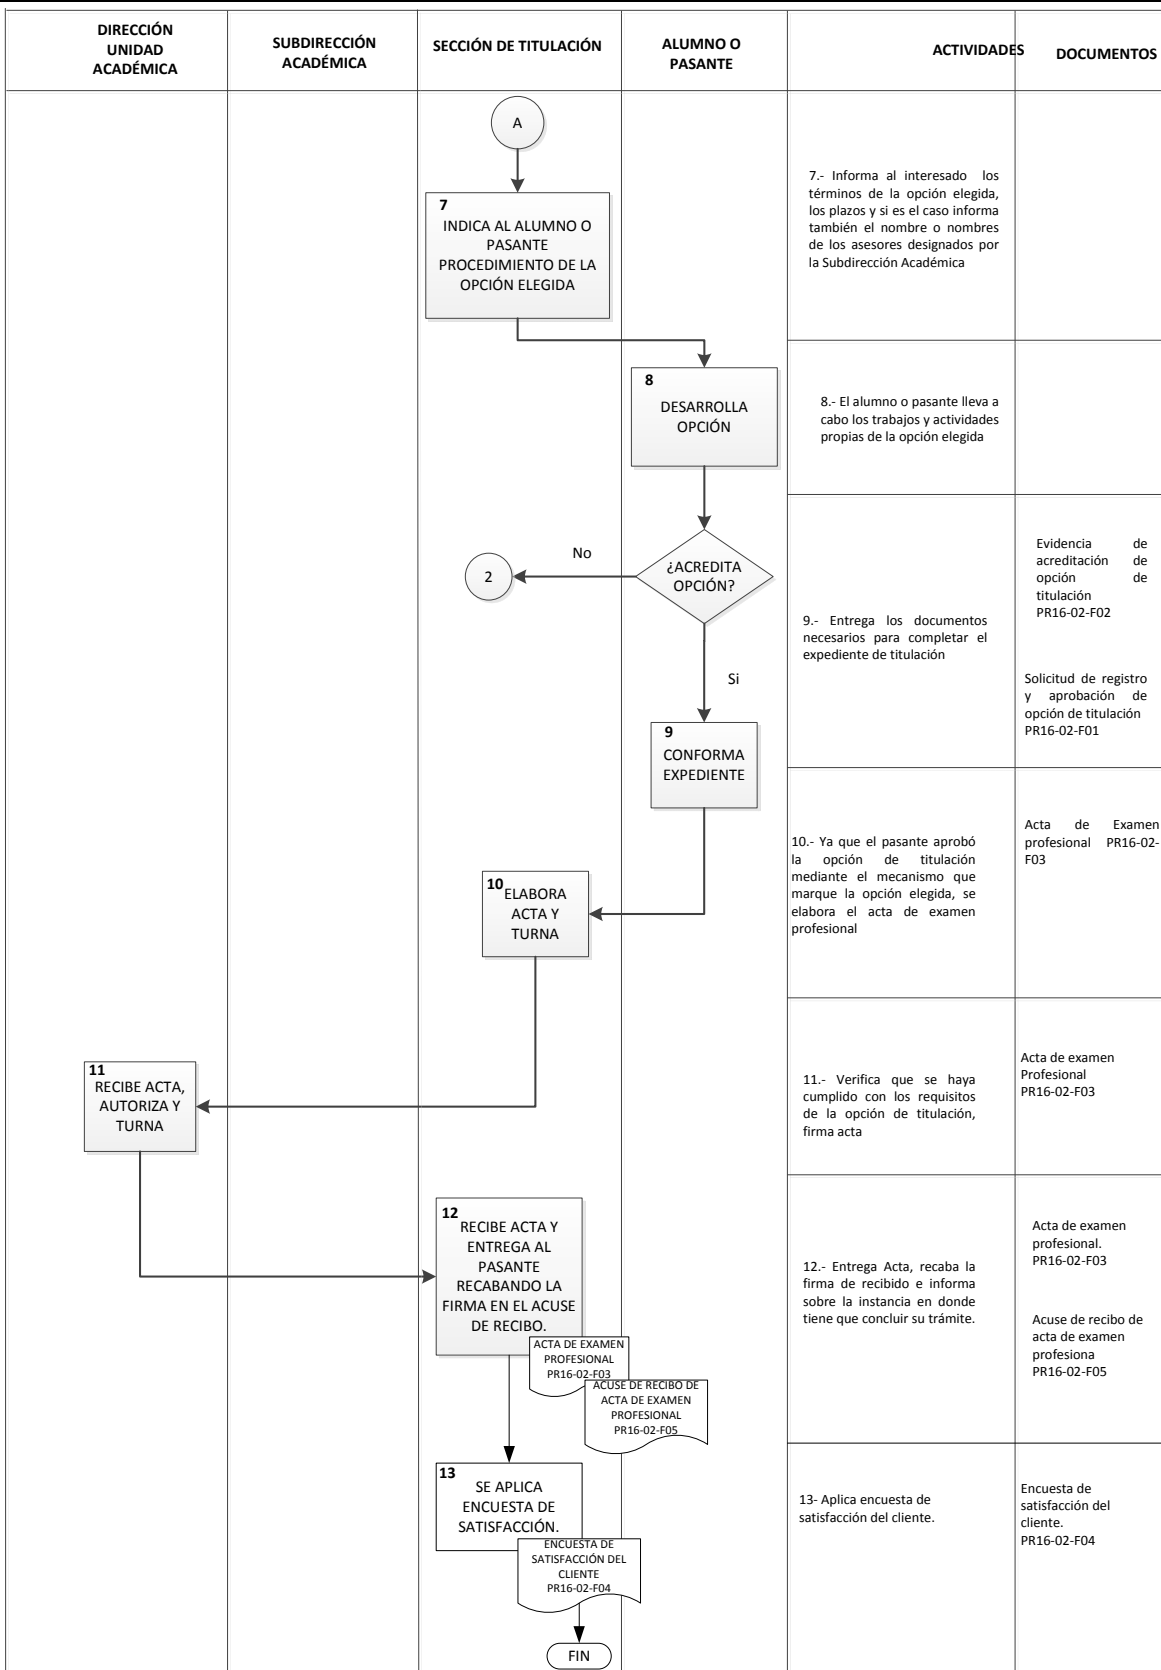 DIRECCIÓN
UNIDAD
ACADÉMICA
SUBDIRECCIÓN
ACADÉMICA
SECCIÓN DE TITULACIÓN
ALUMNO O
PASANTE
ACTIVIDADES
DOCUMENTOS
A
7
INDICA AL ALUMNO O
PASANTE
PROCEDIMIENTO DE LA
OPCIÓN ELEGIDA
7.- Informa al interesado los
términos de la opción elegida,
los plazos y si es el caso informa
también el nombre o nombres
de los asesores designados por
la Subdirección Académica
8
DESARROLLA
OPCIÓN
8.- El alumno o pasante lleva a
cabo los trabajos y actividades
propias de la opción elegida
¿ACREDITA
OPCIÓN?
No
2
Si
9
CONFORMA
EXPEDIENTE
9.- Entrega los documentos
necesarios para completar el
expediente de titulación
Evidencia de
acreditación de
opción de
titulación
PR16-02-F02
Solicitud de registro
y aprobación de
opción de titulación
PR16-02-F01
10
ELABORA
ACTA Y
TURNA
10.- Ya que el pasante aprobó
la opción de titulación
mediante el mecanismo que
marque la opción elegida, se
elabora el acta de examen
profesional
Acta de Examen
profesional PR16-02-
F03
11
RECIBE ACTA,
AUTORIZA Y
TURNA
11.- Verifica que se haya
cumplido con los requisitos
de la opción de titulación,
firma acta
Acta de examen
Profesional
PR16-02-F03
12
RECIBE ACTA Y
ENTREGA AL
PASANTE
RECABANDO LA
FIRMA EN EL ACUSE
DE RECIBO.
ACTA DE EXAMEN
PROFESIONAL
PR16-02-F03
ACUSE DE RECIBO DE
ACTA DE EXAMEN
PROFESIONAL
PR16-02-F05
12.- Entrega Acta, recaba la
firma de recibido e informa
sobre la instancia en donde
tiene que concluir su trámite.
Acta de examen
profesional.
PR16-02-F03
Acuse de recibo de
acta de examen
profesiona
PR16-02-F05
13
SE APLICA
ENCUESTA DE
SATISFACCIÓN.
ENCUESTA DE
SATISFACCIÓN DEL
CLIENTE
PR16-02-F04
13- Aplica encuesta de
satisfacción del cliente.
Encuesta de
satisfacción del
cliente.
PR16-02-F04
FIN